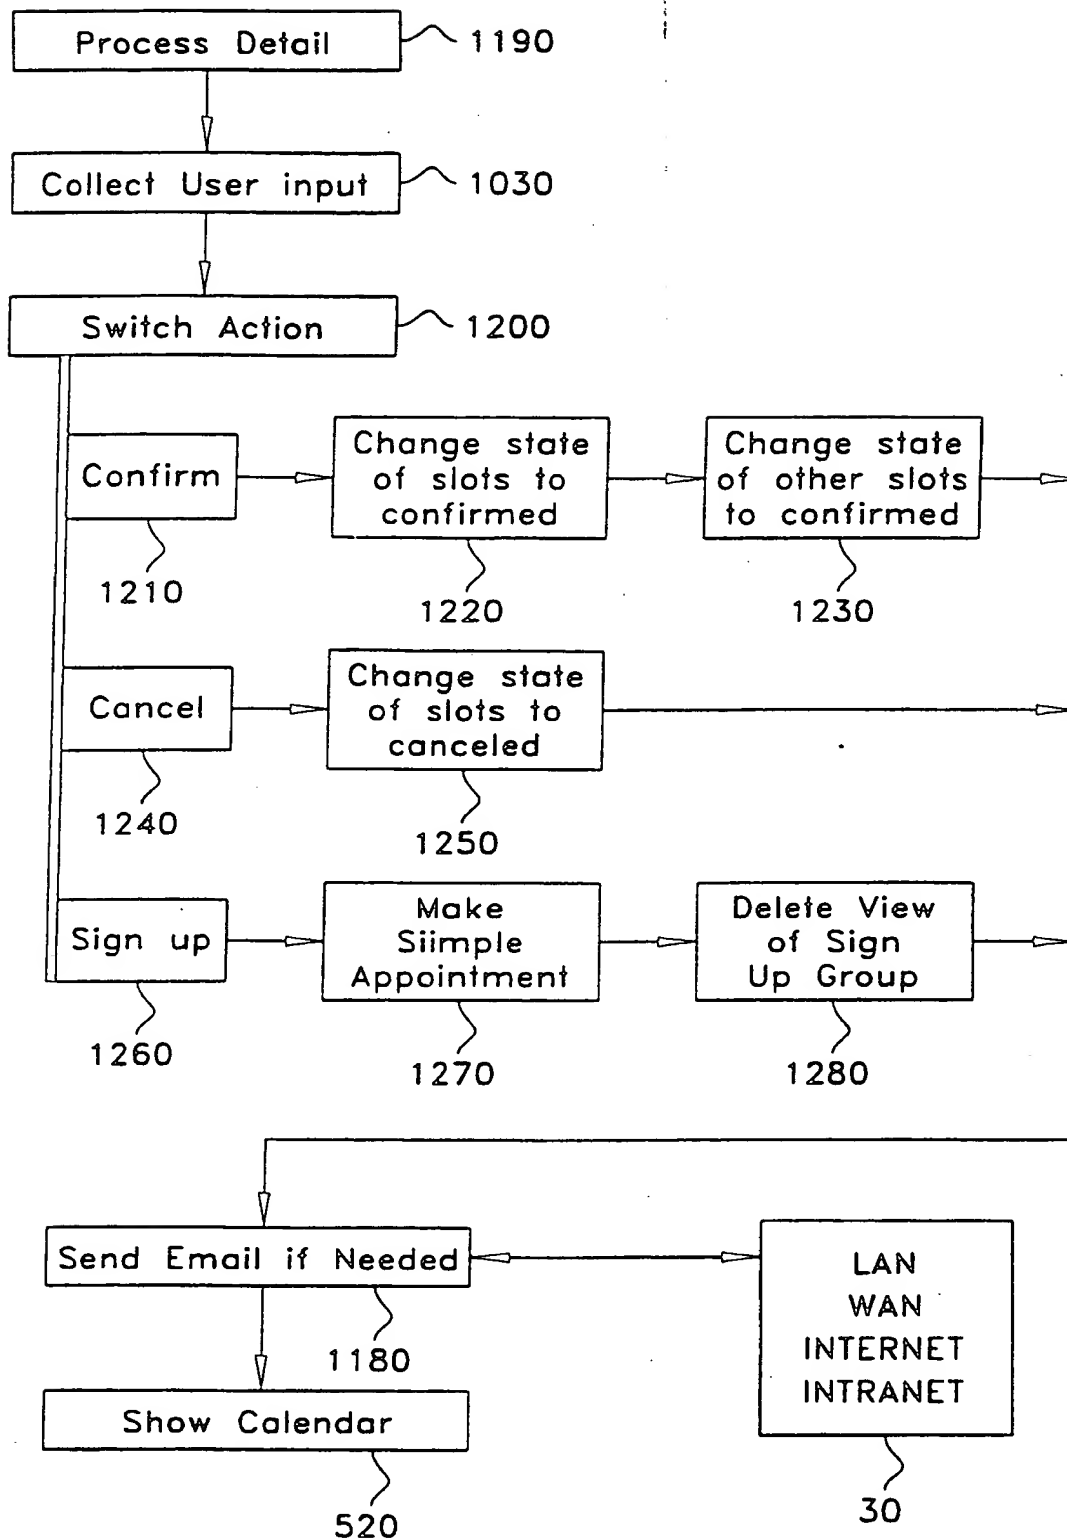 Process Detail
1190
Collect User input
1030
Switch Action
1200
Confirm
1210
Change state
of slots to
confirmed
1220
Change state
of other slots
to confirmed
1230
Cancel
1240
Change state
of slots to
canceled
1250
Sign up
1260
Make
Siimple
Appointment
1270
Delete View
of Sign
Up Group
1280
Send Email if Needed
1180
LAN
WAN
INTERNET
INTRANET
30
Show Calendar
520